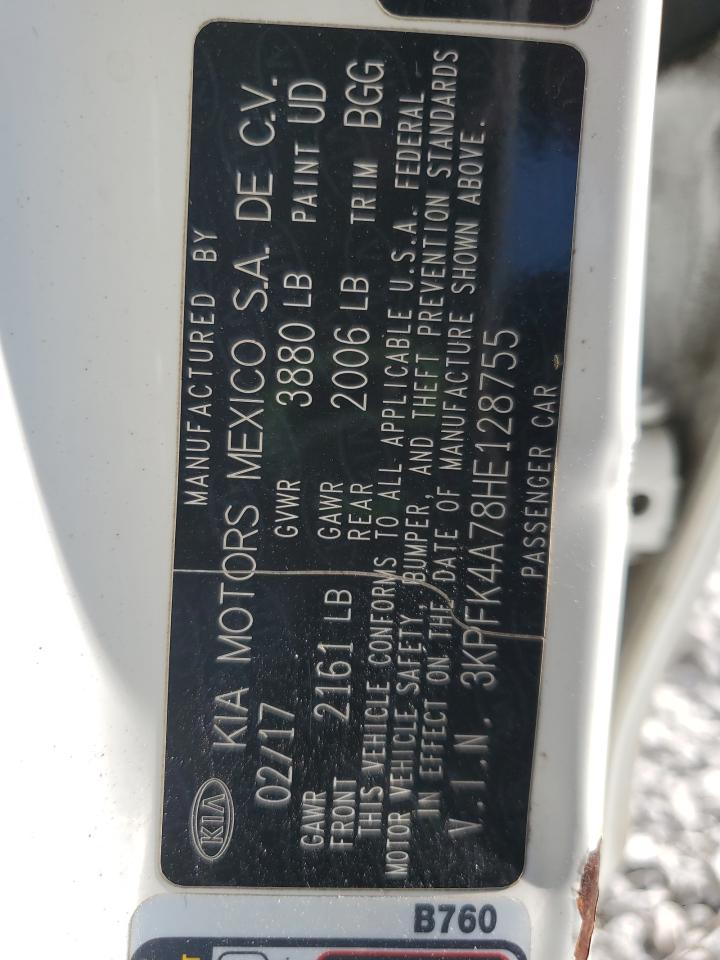 MANUFACTURED BY
KIA KIA MOTORS MEXICO S.A. DE C.V.
02/17 GVWR 3880 LB PAINT UD
GAWR FRONT 2161 LB GAWR REAR 2006 LB TRIM BGG
THIS VEHICLE CONFORMS TO ALL APPLICABLE U.S.A. FEDERAL
MOTOR VEHICLE SAFETY, BUMPER, AND THEFT PREVENTION STANDARDS
IN EFFECT ON THE DATE OF MANUFACTURE SHOWN ABOVE.
V.I.N. 3KPFK4A78HE128755
PASSENGER CAR
B760